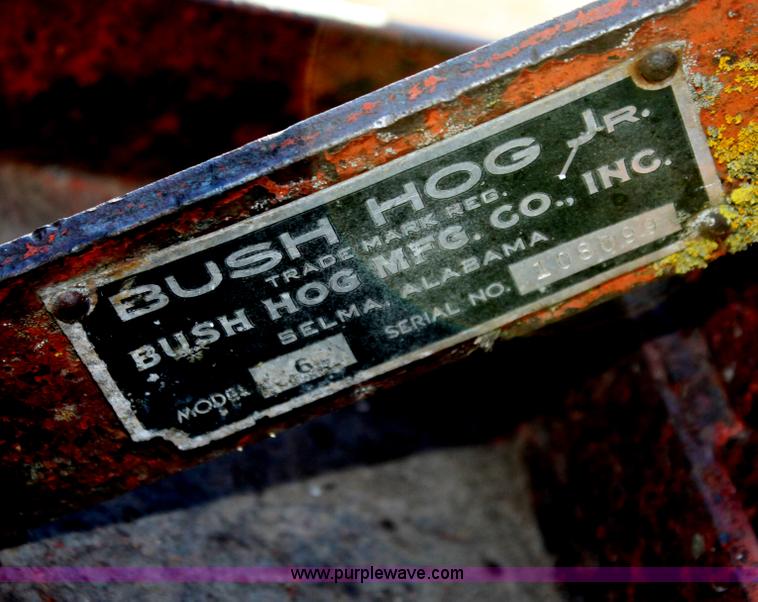 BUSH HOG Jr.
TRADE MARK REG.
BUSH HOG MFG. CO., INC.
SELMA, ALABAMA
MODEL 6 SERIAL NO.
www.purplewave.com